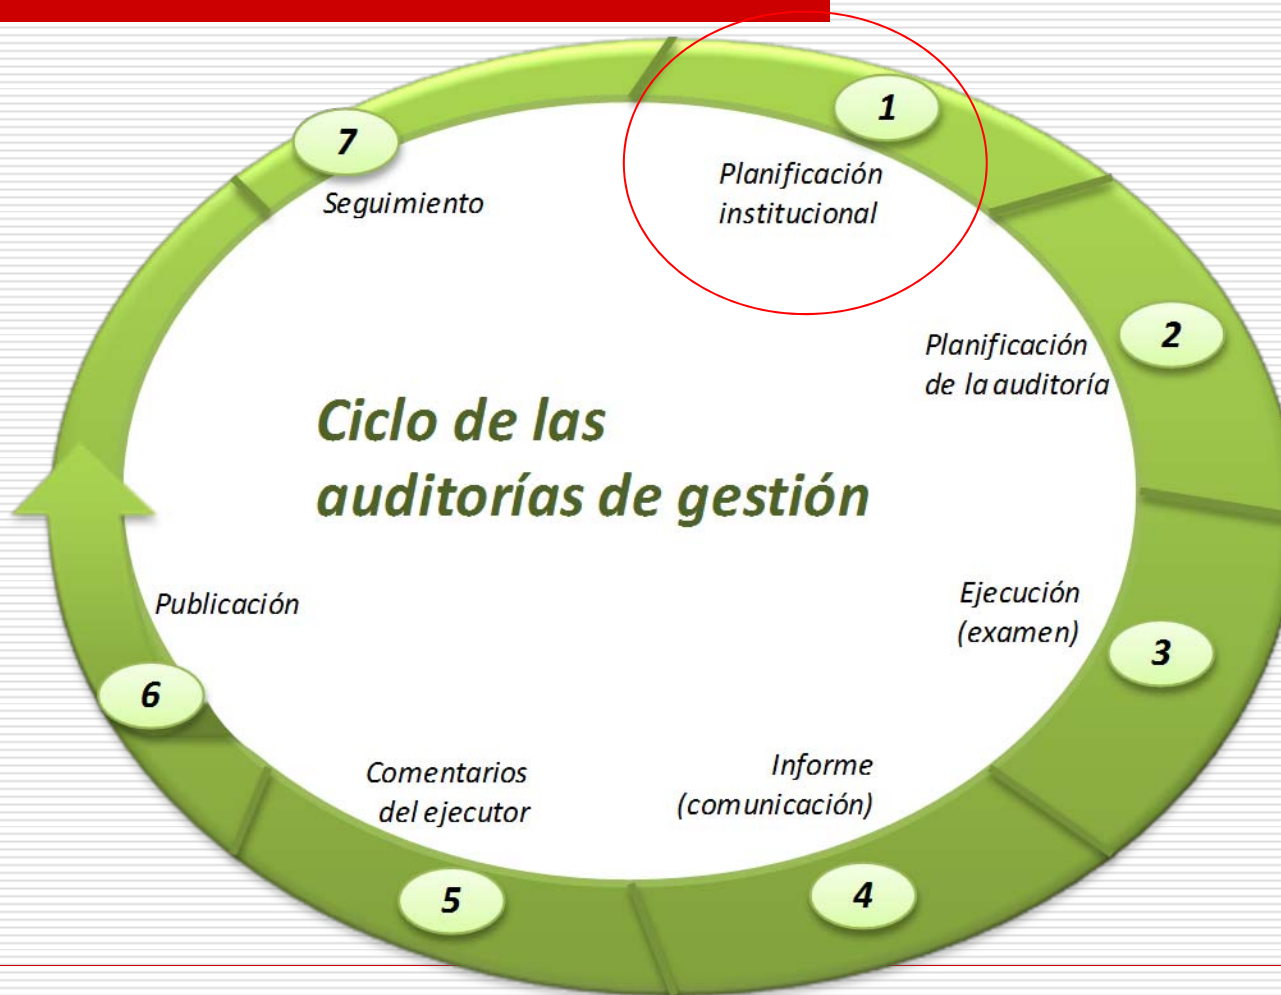 Ciclo de las
auditorías de gestión
1
Planificación
institucional
2
Planificación
de la auditoría
3
Ejecución
(examen)
4
Informe
(comunicación)
5
Comentarios
del ejecutor
6
Publicación
7
Seguimiento